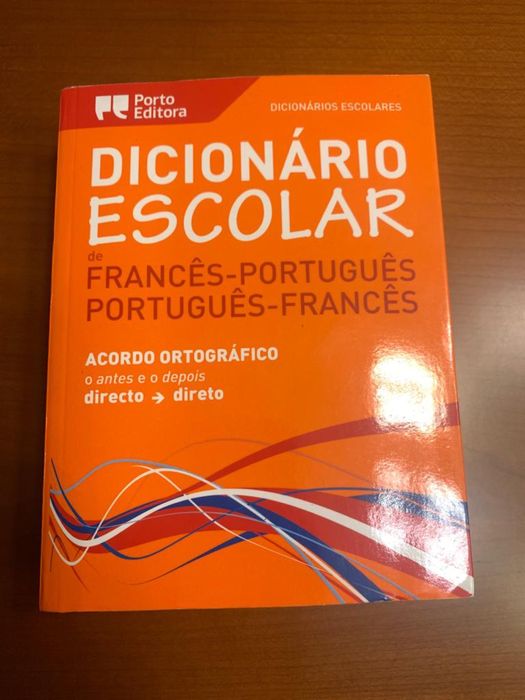 Porto
Editora
DICIONÁRIOS ESCOLARES
DICIONÁRIO
ESCOLAR
de
FRANCÊS-PORTUGUÊS
PORTUGUÊS-FRANCÊS
ACORDO ORTOGRÁFICO
o antes e o depois
directo → direto